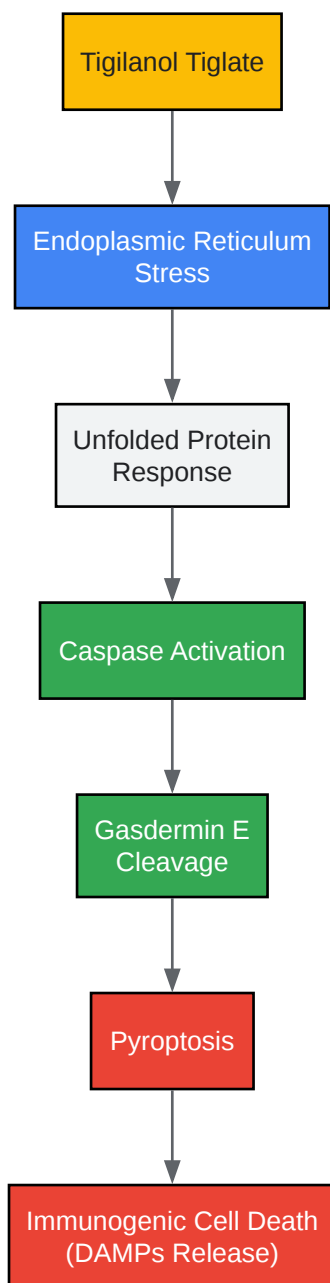 Tigilanol Tiglate
Endoplasmic Reticulum
Stress
Unfolded Protein
Response
Caspase Activation
Gasdermin E
Cleavage
Pyroptosis
Immunogenic Cell Death
(DAMPs Release)